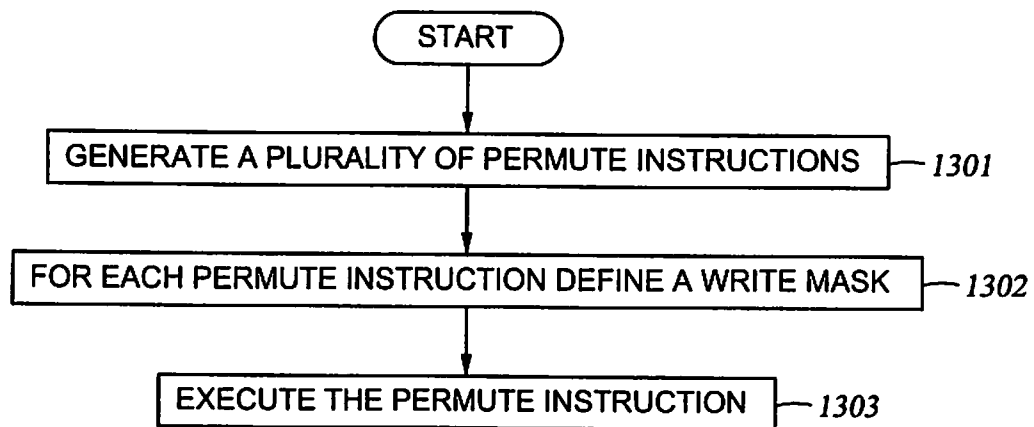 START
GENERATE A PLURALITY OF PERMUTE INSTRUCTIONS 1301
FOR EACH PERMUTE INSTRUCTION DEFINE A WRITE MASK 1302
EXECUTE THE PERMUTE INSTRUCTION 1303